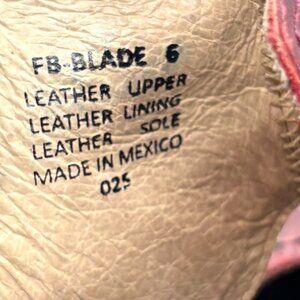 FB-BLADE 6
LEATHER UPPER
LEATHER LINING
LEATHER SOLE
MADE IN MEXICO
025